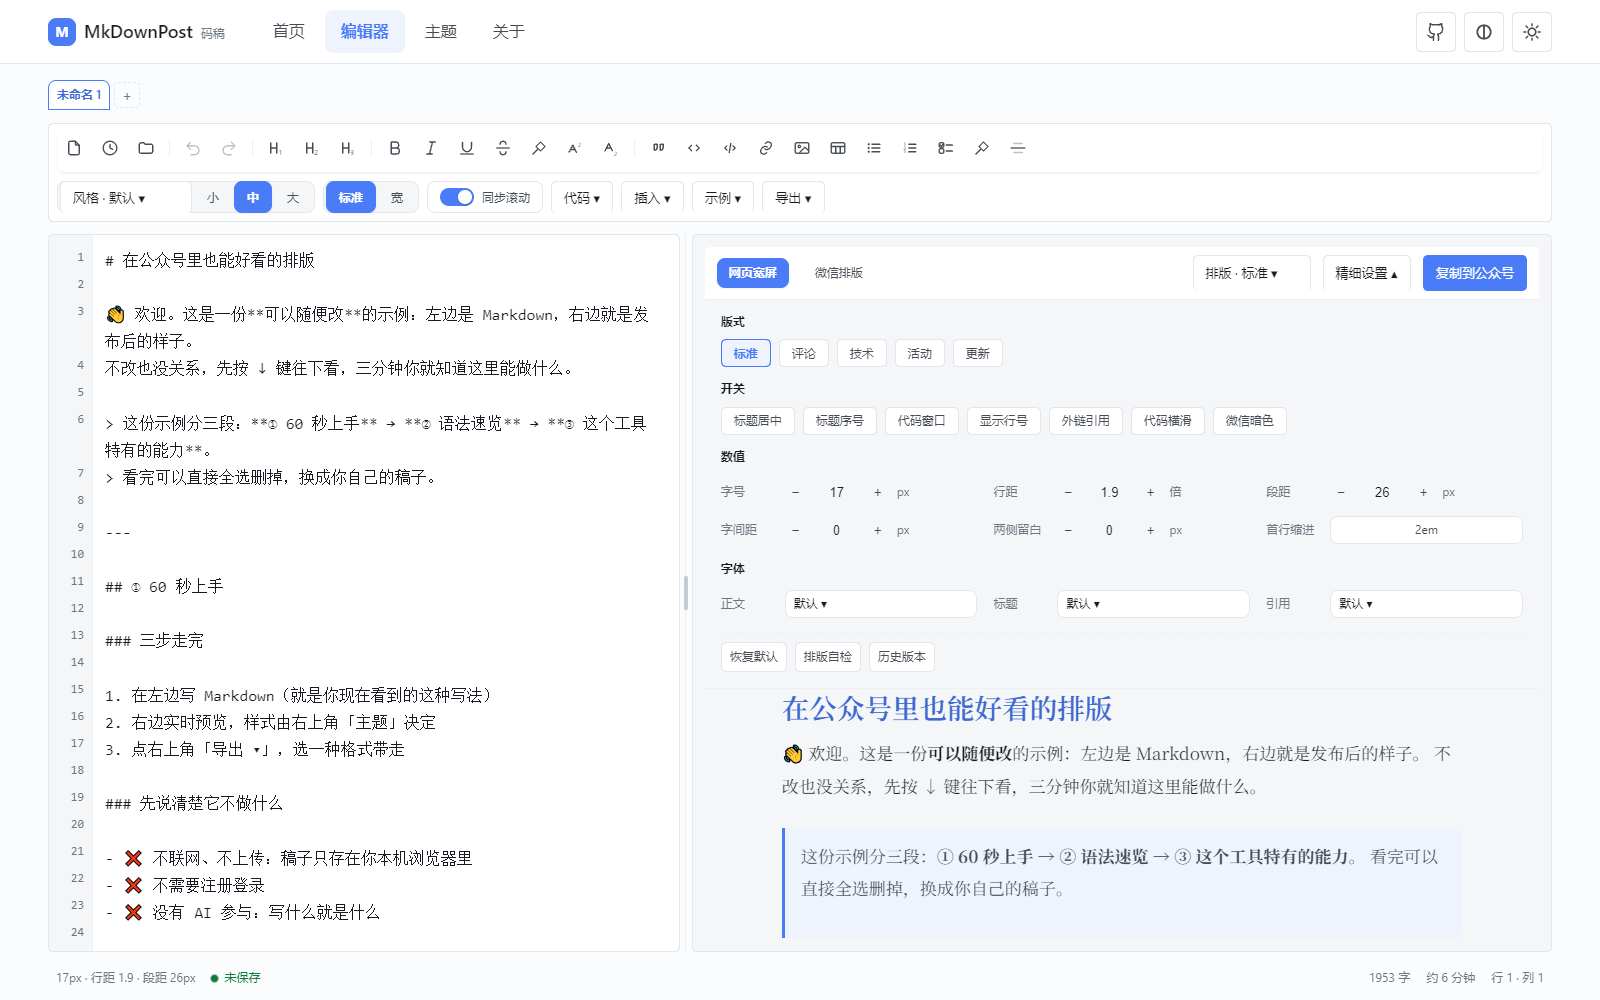 M MkDownPost 码稿 首页 编辑器 主题 关于
未命名 1 +
H1 H2 H3 B I U S A2 A2
风格 · 默认 ▾ 小 中 大 标准 宽 同步滚动 代码 ▾ 插入 ▾ 示例 ▾ 导出 ▾
1 # 在公众号里也能好看的排版
2
3 👏 欢迎。这是一份**可以随便改**的示例：左边是 Markdown，右边就是发
布后的样子。
4 不改也没关系，先按 ↓ 键往下看，三分钟你就知道这里能做什么。
5
6 > 这份示例分三段：**① 60 秒上手** → **② 语法速览** → **③ 这个工具
特有的能力**。
7 > 看完可以直接全选删掉，换成你自己的稿子。
8
9 ---
10
11 ## ① 60 秒上手
12
13 ### 三步走完
14
15 1. 在左边写 Markdown（就是你现在看到的这种写法）
16 2. 右边实时预览，样式由右上角「主题」决定
17 3. 点右上角「导出 ▾」，选一种格式带走
18
19 ### 先说清楚它不做什么
20
21 - ❌ 不联网、不上传：稿子只存在你本机浏览器里
22 - ❌ 不需要注册登录
23 - ❌ 没有 AI 参与：写什么就是什么
24
网页宽屏 微信排版 排版 · 标准 ▾ 精细设置 ▴ 复制到公众号
版式
标准 评论 技术 活动 更新
开关
标题居中 标题序号 代码窗口 显示行号 外链引用 代码横滑 微信暗色
数值
字号 − 17 + px 行距 − 1.9 + 倍 段距 − 26 + px
字间距 − 0 + px 两侧留白 − 0 + px 首行缩进 2em
字体
正文 默认 ▾ 标题 默认 ▾ 引用 默认 ▾
恢复默认 排版自检 历史版本
在公众号里也能好看的排版
👏 欢迎。这是一份可以随便改的示例：左边是 Markdown，右边就是发布后的样子。 不
改也没关系，先按 ↓ 键往下看，三分钟你就知道这里能做什么。
这份示例分三段：① 60 秒上手 → ② 语法速览 → ③ 这个工具特有的能力。 看完可以
直接全选删掉，换成你自己的稿子。
17px · 行距 1.9 · 段距 26px ● 未保存 1953 字 约 6 分钟 行 1 · 列 1